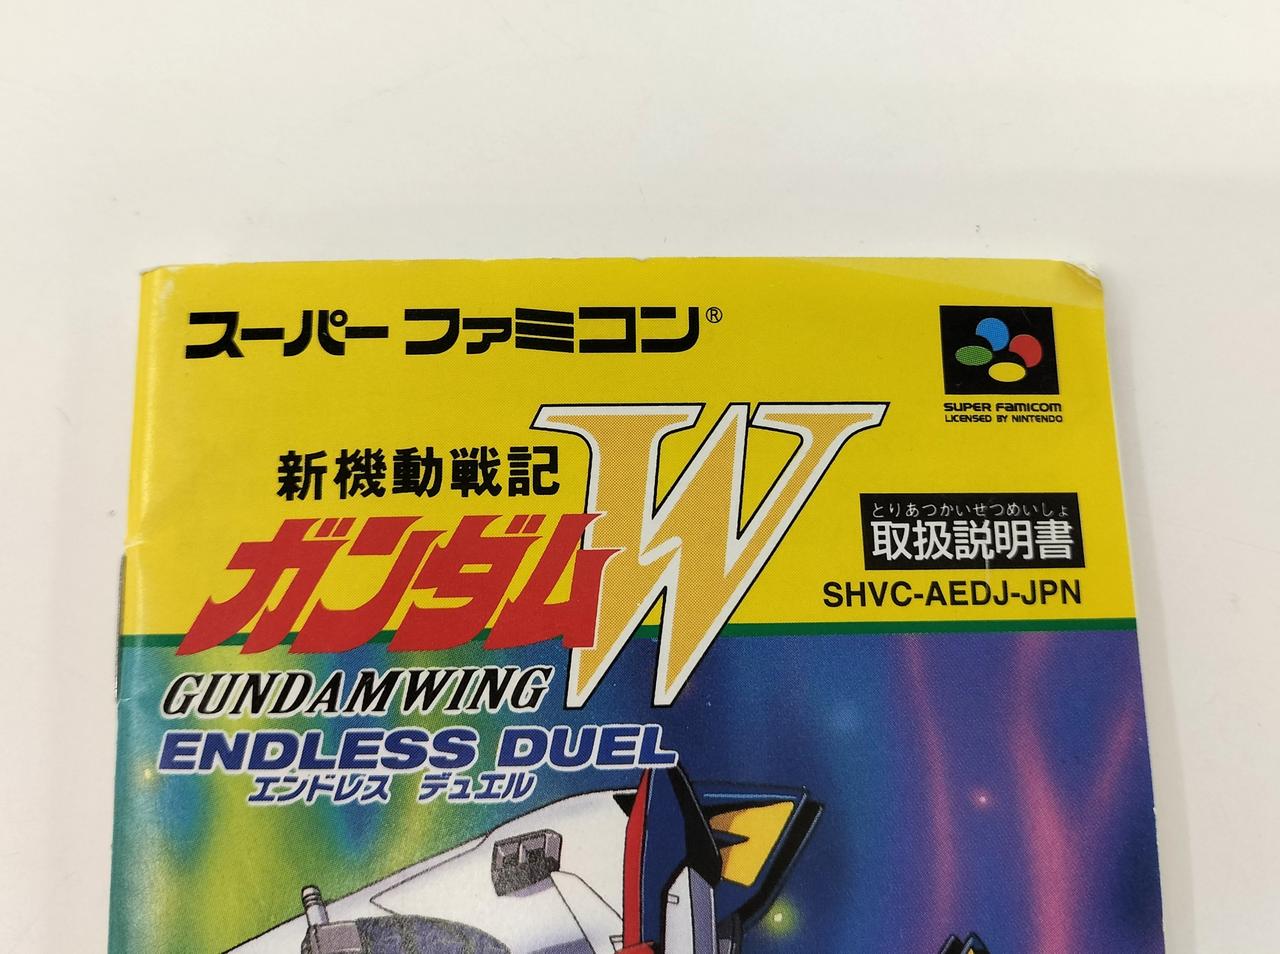 スーパーファミコン®
SUPER FAMICOM
LICENSED BY NINTENDO
新機動戦記
ガンダムW
とりあつかいせつめいしょ
取扱説明書
SHVC-AEDJ-JPN
GUNDAMWING
ENDLESS DUEL
エンドレス デュエル